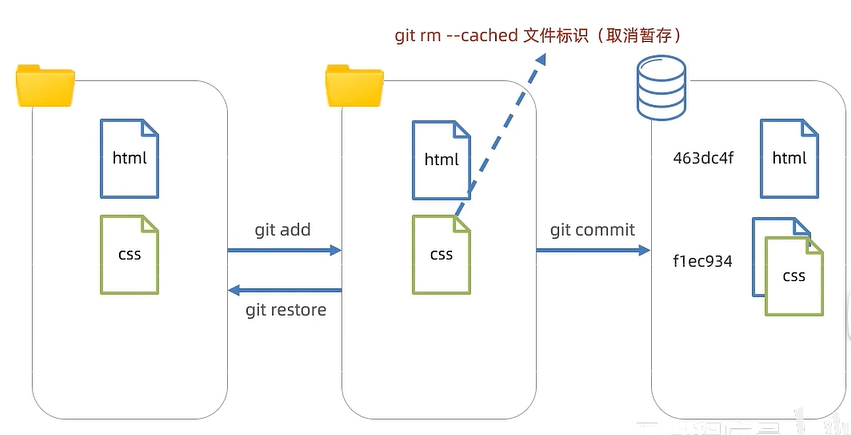 git rm --cached 文件标识（取消暂存）
html
css
git add
git restore
html
css
git commit
463dc4f
html
f1ec934
css